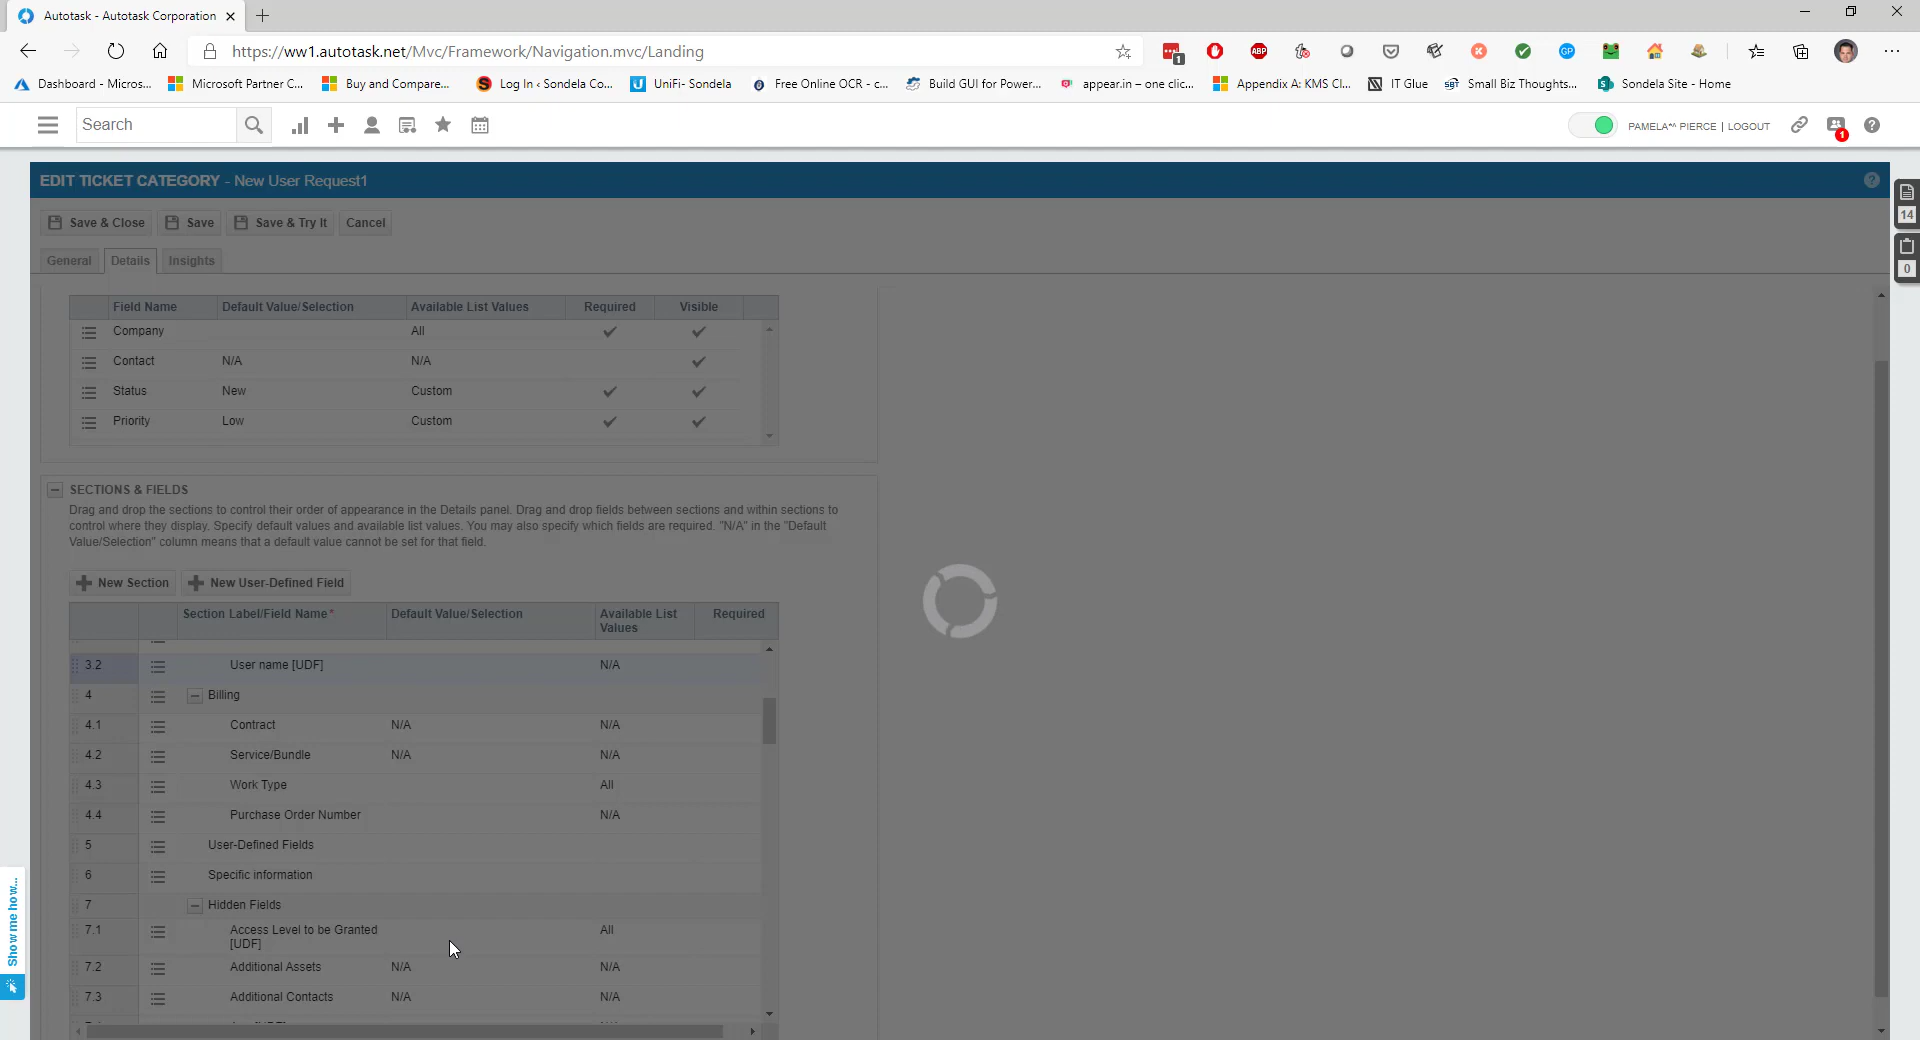 Autotask - Autotask Corporation
https://ww1.autotask.net/Mvc/Framework/Navigation.mvc/Landing
ABP
1
GP
Dashboard - Micros...
Microsoft Partner C...
Buy and Compare...
Log In ‹ Sondela Co...
UniFi- Sondela
Free Online OCR - c...
Build GUI for Power...
appear.in – one clic...
Appendix A: KMS Cl...
IT Glue
SBT
Small Biz Thoughts...
Sondela Site - Home
Search
PAMELA*^ PIERCE | LOGOUT
1
EDIT TICKET CATEGORY - New User Request1
14
0
Save & Close
Save
Save & Try It
Cancel
General
Details
Insights
Field Name Default Value/Selection Available List Values Required Visible
Company All
Contact N/A N/A
Status New Custom
Priority Low Custom
SECTIONS & FIELDS
Drag and drop the sections to control their order of appearance in the Details panel. Drag and drop fields between sections and within sections to
control where they display. Specify default values and available list values. You may also specify which fields are required. "N/A" in the "Default
Value/Selection" column means that a default value cannot be set for that field.
New Section
New User-Defined Field
Section Label/Field Name* Default Value/Selection Available List Required
Values
3.2 User name [UDF] N/A
4 Billing
4.1 Contract N/A N/A
4.2 Service/Bundle N/A N/A
4.3 Work Type All
4.4 Purchase Order Number N/A
5 User-Defined Fields
6 Specific information
7 Hidden Fields
7.1 Access Level to be Granted All
[UDF]
7.2 Additional Assets N/A N/A
7.3 Additional Contacts N/A N/A
Show me how...